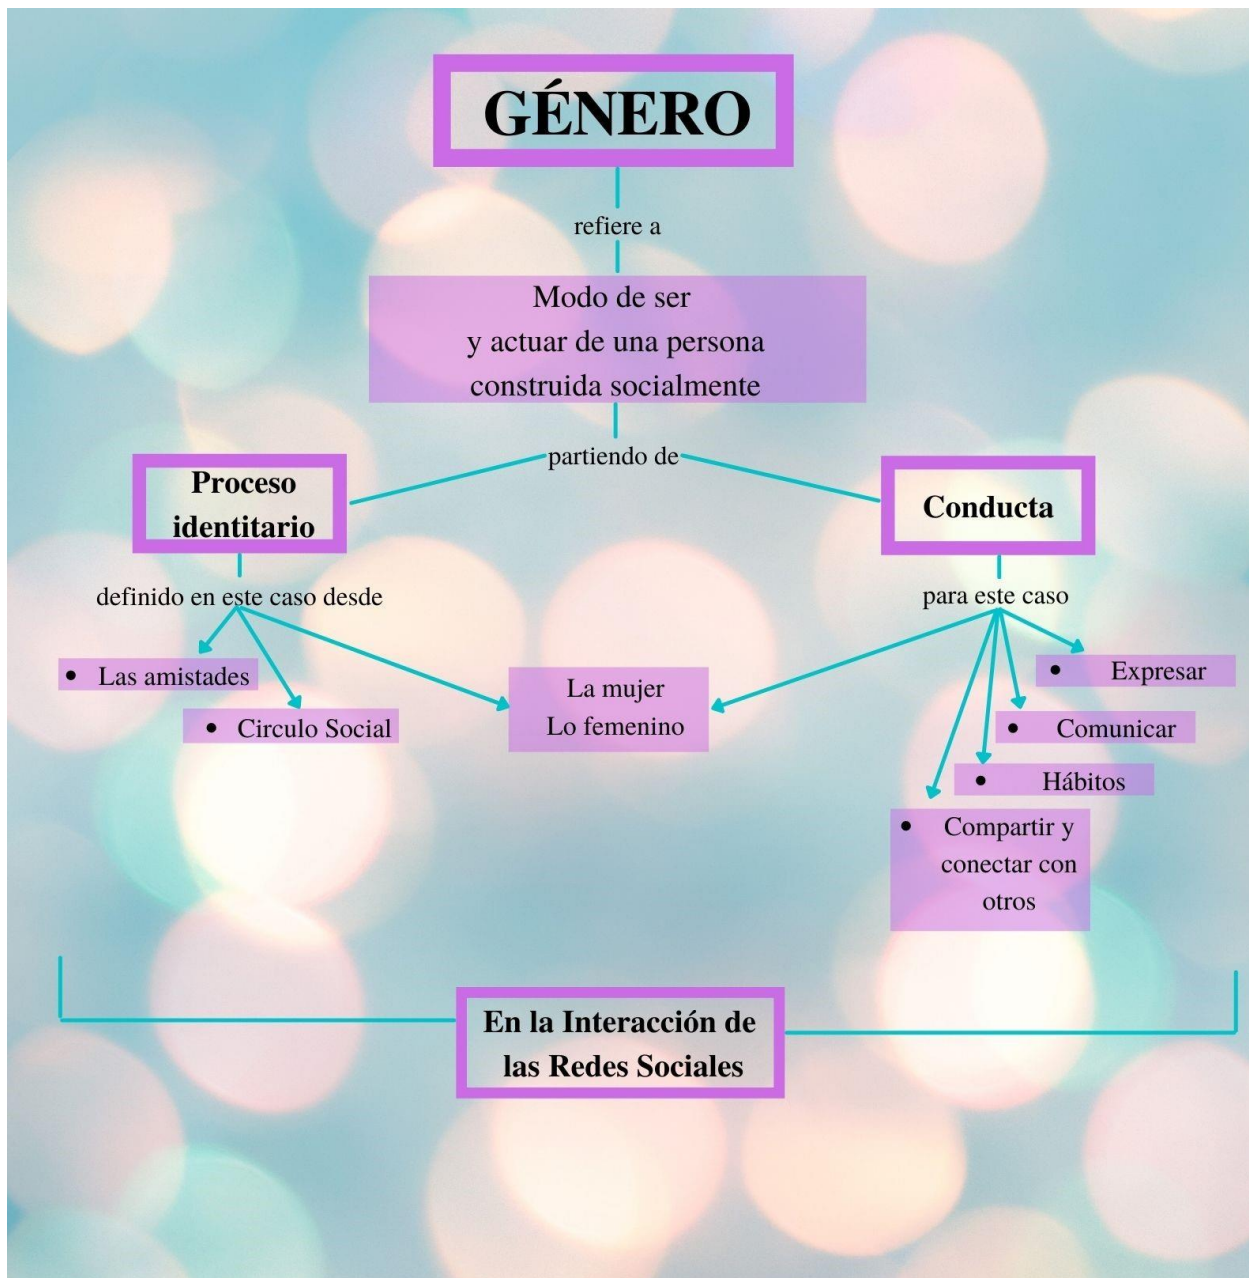 GÉNERO
refiere a
Modo de ser
y actuar de una persona
construida socialmente
partiendo de
Proceso
identitario
Conducta
definido en este caso desde
para este caso
• Las amistades
• Circulo Social
La mujer
Lo femenino
• Expresar
• Comunicar
• Hábitos
• Compartir y
conectar con
otros
En la Interacción de
las Redes Sociales